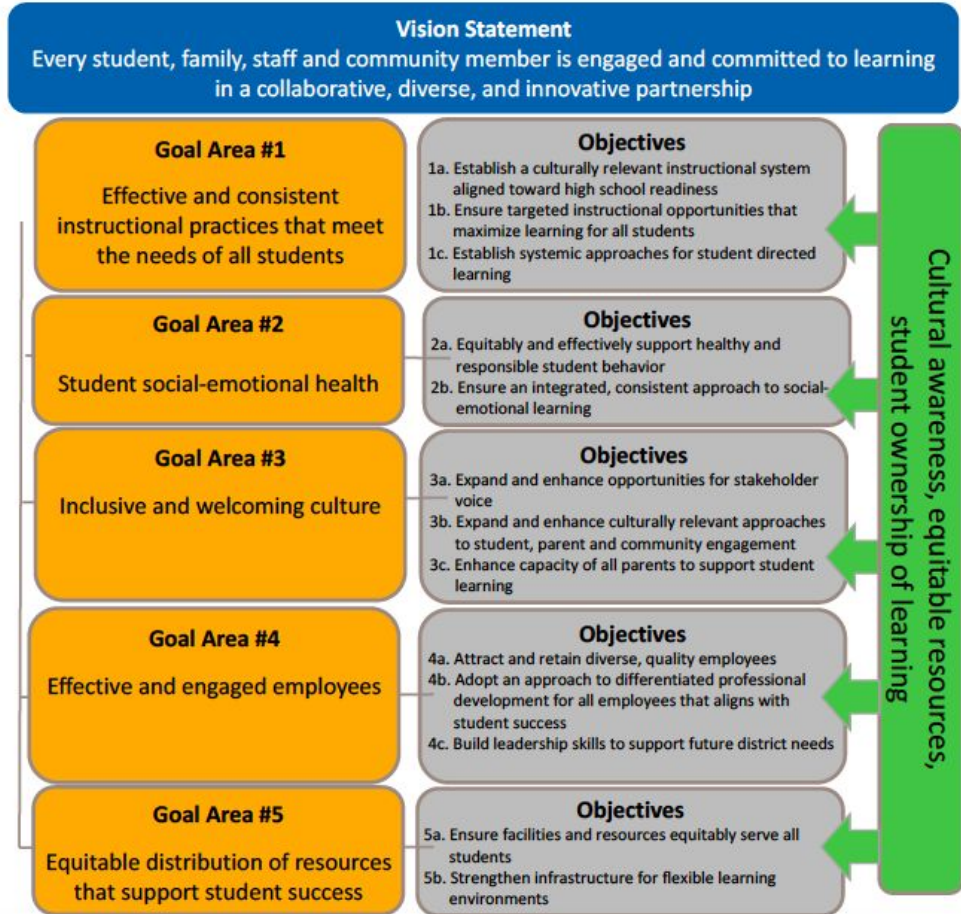 Vision Statement
Every student, family, staff and community member is engaged and committed to learning
in a collaborative, diverse, and innovative partnership
Goal Area #1
Effective and consistent
instructional practices that meet
the needs of all students
Objectives
1a. Establish a culturally relevant instructional system
aligned toward high school readiness
1b. Ensure targeted instructional opportunities that
maximize learning for all students
1c. Establish systemic approaches for student directed
learning
Goal Area #2
Student social-emotional health
Objectives
2a. Equitably and effectively support healthy and
responsible student behavior
2b. Ensure an integrated, consistent approach to social-
emotional learning
Goal Area #3
Inclusive and welcoming culture
Objectives
3a. Expand and enhance opportunities for stakeholder
voice
3b. Expand and enhance culturally relevant approaches
to student, parent and community engagement
3c. Enhance capacity of all parents to support student
learning
Goal Area #4
Effective and engaged employees
Objectives
4a. Attract and retain diverse, quality employees
4b. Adopt an approach to differentiated professional
development for all employees that aligns with
student success
4c. Build leadership skills to support future district needs
Goal Area #5
Equitable distribution of resources
that support student success
Objectives
5a. Ensure facilities and resources equitably serve all
students
5b. Strengthen infrastructure for flexible learning
environments
Cultural awareness, equitable resources,
student ownership of learning